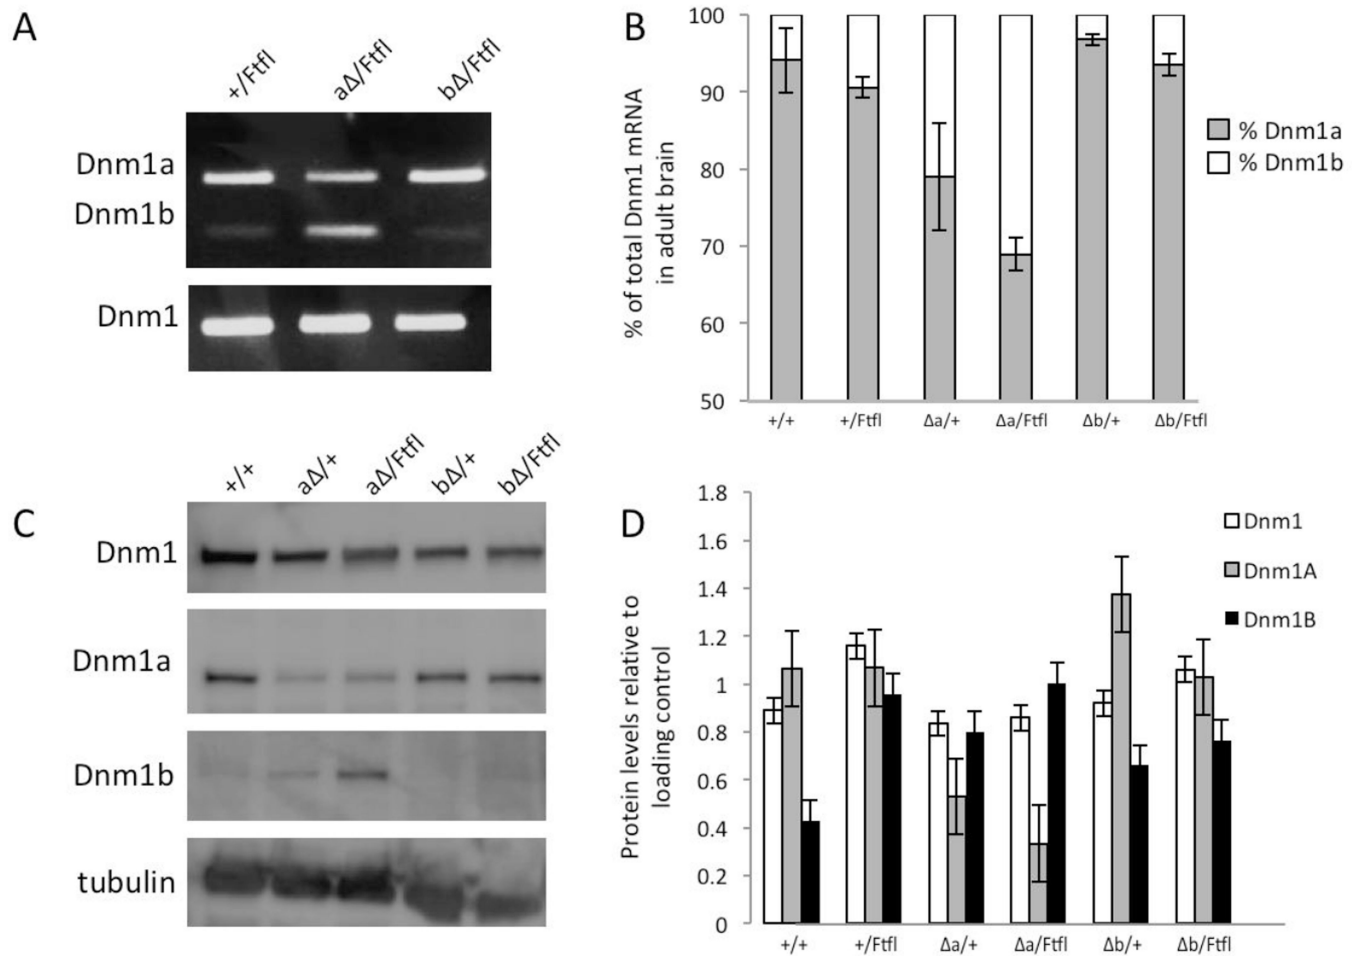 A
+/Ftfl
aΔ/Ftfl
bΔ/Ftfl
Dnm1a
Dnm1b
Dnm1
B
% of total Dnm1 mRNA
in adult brain
100
90
80
70
60
50
+/+
+/Ftfl
Δa/+
Δa/Ftfl
Δb/+
Δb/Ftfl
% Dnm1a
% Dnm1b
C
+/+
aΔ/+
aΔ/Ftfl
bΔ/+
bΔ/Ftfl
Dnm1
Dnm1a
Dnm1b
tubulin
D
Protein levels relative to
loading control
1.8
1.6
1.4
1.2
1
0.8
0.6
0.4
0.2
0
+/+
+/Ftfl
Δa/+
Δa/Ftfl
Δb/+
Δb/Ftfl
Dnm1
Dnm1A
Dnm1B